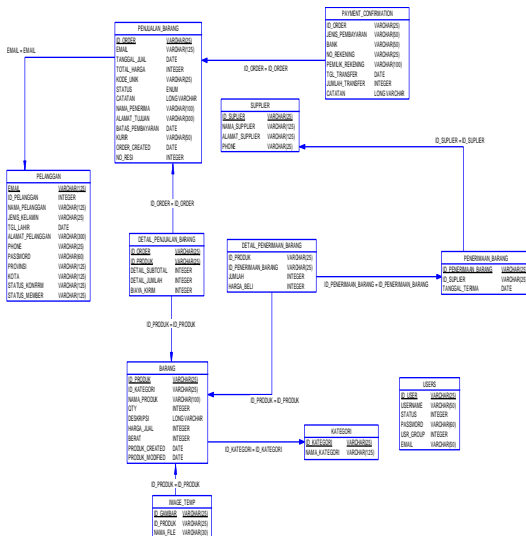 PENJUALAN_BARANG
ID_ORDER VARCHAR(25)
EMAIL VARCHAR(125)
TANGGAL_JUAL DATE
TOTAL_HARGA INTEGER
KODE_UNIK VARCHAR(25)
STATUS ENUM
CATATAN LONG VARCHAR
NAMA_PENERIMA VARCHAR(100)
ALAMAT_TUJUAN VARCHAR(300)
BATAS_PEMBAYARAN DATE
KURIR VARCHAR(50)
ORDER_CREATED DATE
NO_RESI INTEGER
PAYMENT_CONFIRMATION
ID_ORDER VARCHAR(25)
JENIS_PEMBAYARAN VARCHAR(50)
BANK VARCHAR(50)
NO_REKENING VARCHAR(25)
PEMILIK_REKENING VARCHAR(100)
TGL_TRANSFER DATE
JUMLAH_TRANSFER INTEGER
CATATAN LONG VARCHAR
EMAIL = EMAIL
ID_ORDER = ID_ORDER
SUPPLIER
ID_SUPLIER VARCHAR(25)
NAMA_SUPPLIER VARCHAR(125)
ALAMAT_SUPPLIER VARCHAR(125)
PHONE VARCHAR(25)
ID_SUPLIER = ID_SUPLIER
PELANGGAN
EMAIL VARCHAR(125)
ID_PELANGGAN INTEGER
NAMA_PELANGGAN VARCHAR(125)
JENIS_KELAMIN VARCHAR(25)
TGL_LAHIR DATE
ALAMAT_PELANGGAN VARCHAR(300)
PHONE VARCHAR(25)
PASSWORD VARCHAR(60)
PROVINSI VARCHAR(125)
KOTA VARCHAR(125)
STATUS_KONFIRM VARCHAR(125)
STATUS_MEMBER VARCHAR(125)
ID_ORDER = ID_ORDER
DETAIL_PENJUALAN_BARANG
ID_ORDER VARCHAR(25)
ID_PRODUK VARCHAR(25)
DETAIL_SUBTOTAL INTEGER
DETAIL_JUMLAH INTEGER
BIAYA_KIRIM INTEGER
DETAIL_PENERIMAAN_BARANG
ID_PRODUK VARCHAR(25)
ID_PENERIMAAN_BARANG VARCHAR(25)
JUMLAH INTEGER
HARGA_BELI INTEGER
PENERIMAAN_BARANG
ID_PENERIMAAN_BARANG VARCHAR(25)
ID_SUPLIER VARCHAR(25)
TANGGAL_TERIMA DATE
ID_PENERIMAAN_BARANG = ID_PENERIMAAN_BARANG
ID_PRODUK = ID_PRODUK
BARANG
ID_PRODUK VARCHAR(25)
ID_KATEGORI VARCHAR(25)
NAMA_PRODUK VARCHAR(100)
QTY INTEGER
DESKRIPSI LONG VARCHAR
HARGA_JUAL INTEGER
BERAT INTEGER
PRODUK_CREATED DATE
PRODUK_MODIFIED DATE
ID_PRODUK = ID_PRODUK
USERS
ID_USER VARCHAR(25)
USERNAME VARCHAR(50)
STATUS INTEGER
PASSWORD VARCHAR(60)
USR_GROUP INTEGER
EMAIL VARCHAR(50)
KATEGORI
ID_KATEGORI VARCHAR(25)
NAMA_KATEGORI VARCHAR(125)
ID_KATEGORI = ID_KATEGORI
ID_PRODUK = ID_PRODUK
IMAGE_TEMP
ID_GAMBAR VARCHAR(25)
ID_PRODUK VARCHAR(25)
NAMA_FILE VARCHAR(30)